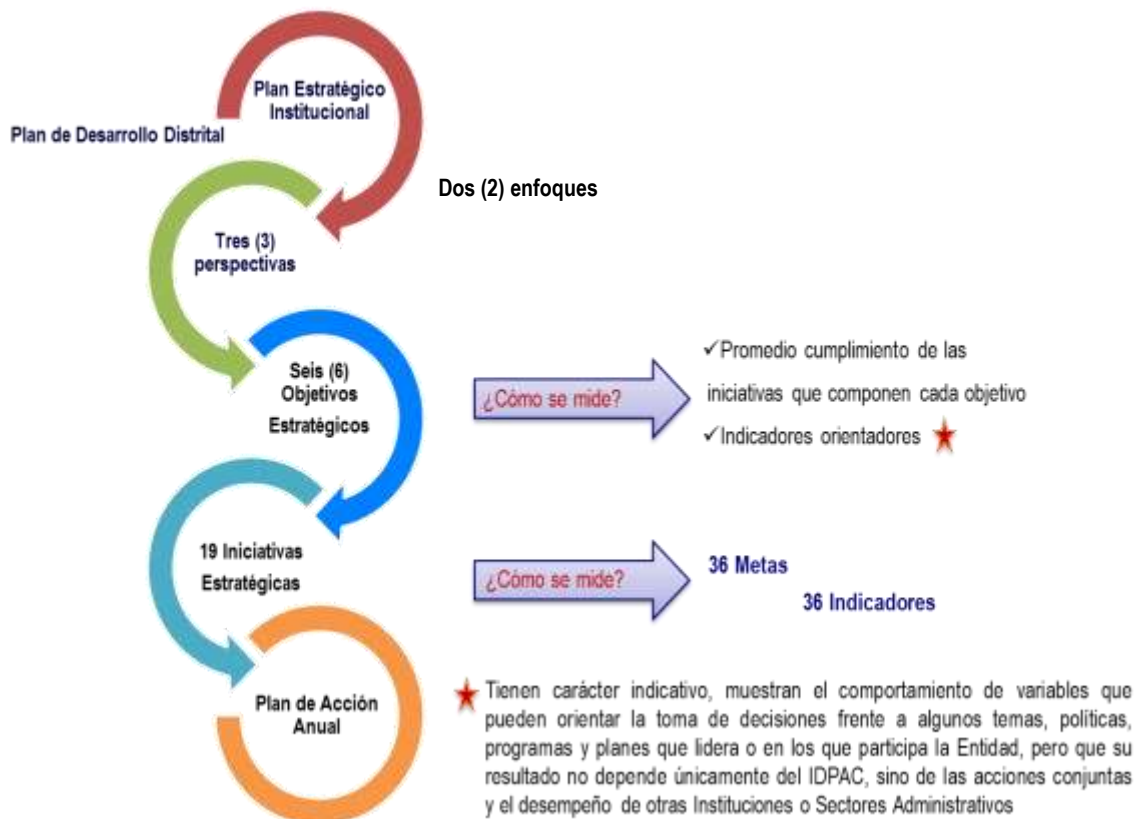 Plan Estratégico
Institucional
Plan de Desarrollo Distrital
Dos (2) enfoques
Tres (3)
perspectivas
Seis (6)
Objetivos
Estratégicos
¿Cómo se mide?
✓Promedio cumplimiento de las
iniciativas que componen cada objetivo
✓Indicadores orientadores
19 Iniciativas
Estratégicas
¿Cómo se mide?
36 Metas
36 Indicadores
Plan de Acción
Anual
Tienen carácter indicativo, muestran el comportamiento de variables que
pueden orientar la toma de decisiones frente a algunos temas, políticas,
programas y planes que lidera o en los que participa la Entidad, pero que su
resultado no depende únicamente del IDPAC, sino de las acciones conjuntas
y el desempeño de otras Instituciones o Sectores Administrativos